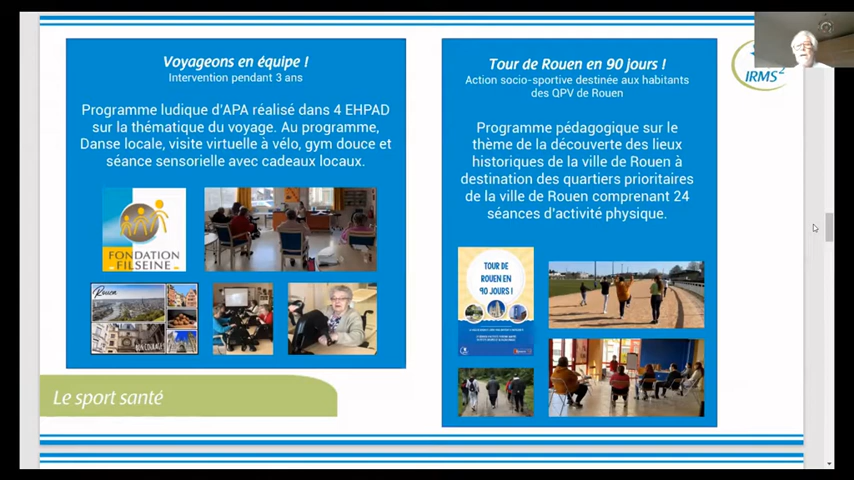 Voyageons en équipe !
Intervention pendant 3 ans
Programme ludique d'APA réalisé dans 4 EHPAD
sur la thématique du voyage. Au programme,
Danse locale, visite virtuelle à vélo, gym douce et
séance sensorielle avec cadeaux locaux.
FONDATION
FILSEINE
Rouen
Tour de Rouen en 90 jours !
Action socio-sportive destinée aux habitants
des QPV de Rouen
Programme pédagogique sur le
thème de la découverte des lieux
historiques de la ville de Rouen à
destination des quartiers prioritaires
de la ville de Rouen comprenant 24
séances d'activité physique.
TOUR DE
ROUEN EN
90 JOURS !
IRMS²
Le sport santé